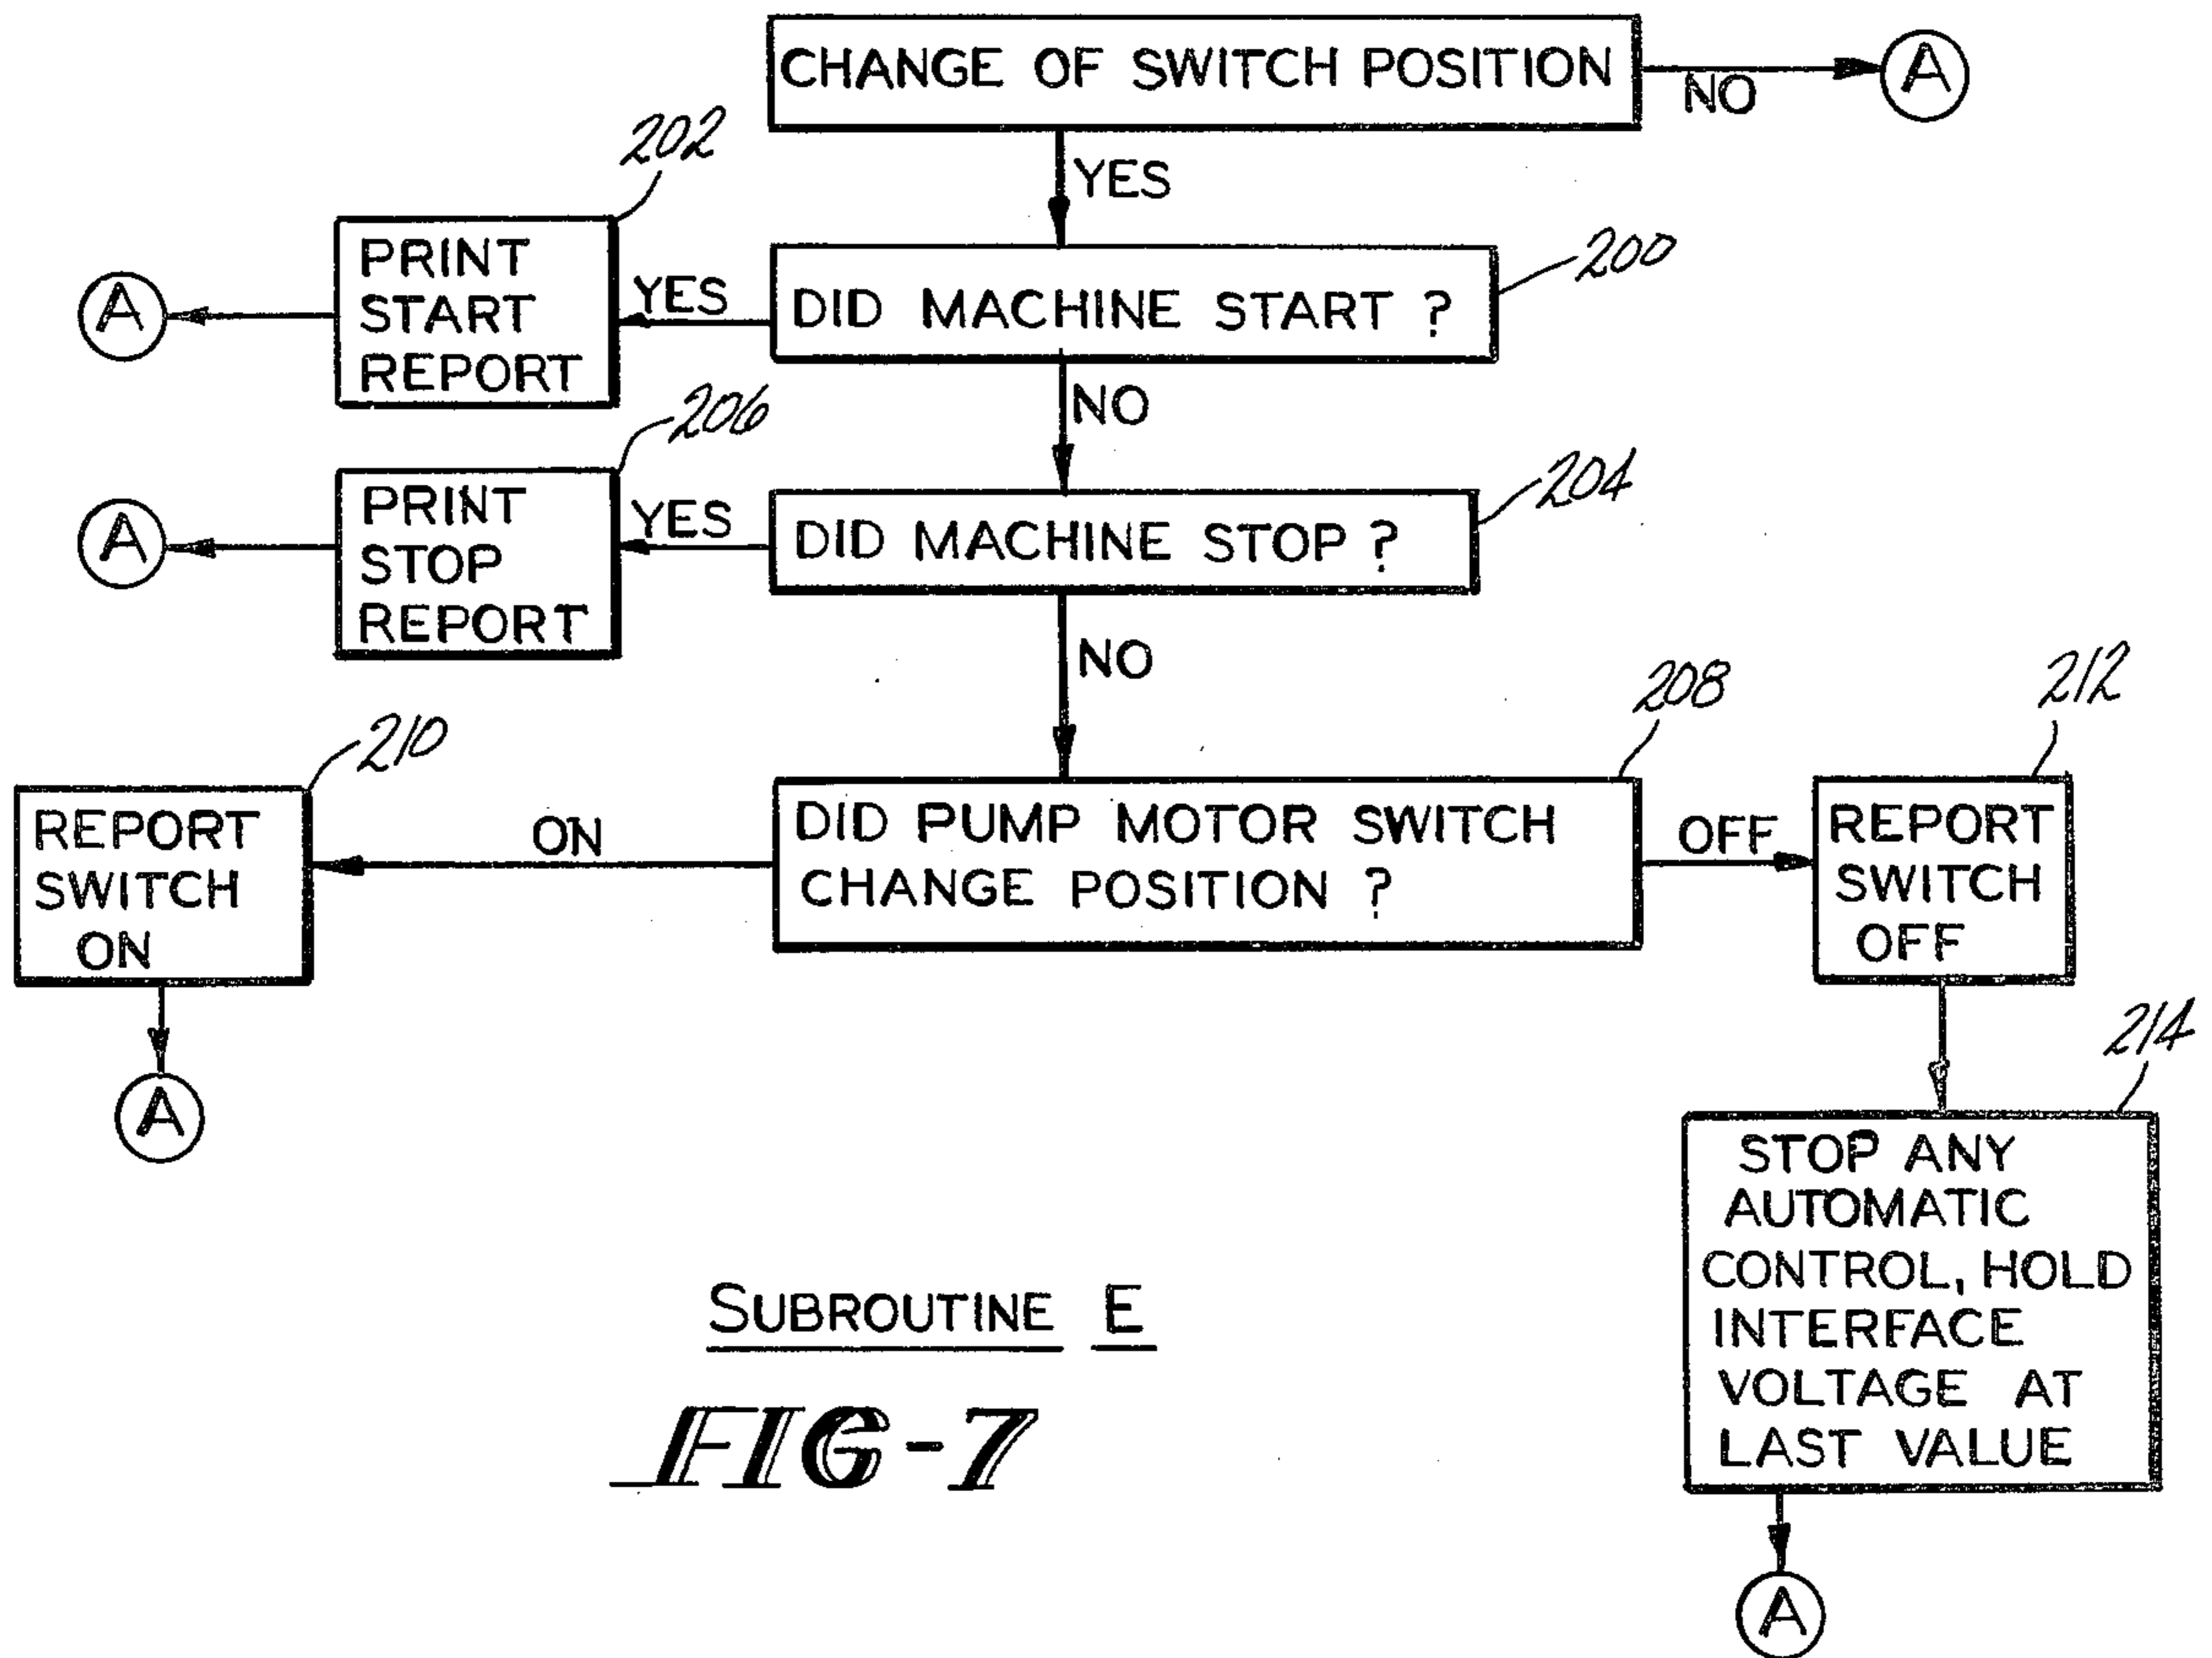 CHANGE OF SWITCH POSITION
NO
A
YES
202
PRINT
START
REPORT
A
YES
DID MACHINE START ?
200
NO
206
PRINT
STOP
REPORT
A
YES
DID MACHINE STOP ?
204
NO
210
REPORT
SWITCH
ON
A
ON
DID PUMP MOTOR SWITCH
CHANGE POSITION ?
208
OFF
212
REPORT
SWITCH
OFF
214
STOP ANY
AUTOMATIC
CONTROL, HOLD
INTERFACE
VOLTAGE AT
LAST VALUE
A
SUBROUTINE E
FIG-7